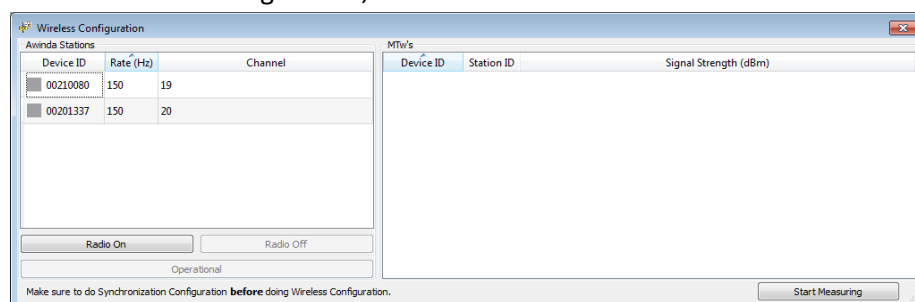 Wireless Configuration
Awinda Stations
MTw's
Device ID Rate (Hz) Channel
Device ID Station ID Signal Strength (dBm)
00210080 150 19
00201337 150 20
Radio On Radio Off
Operational
Make sure to do Synchronization Configuration before doing Wireless Configuration.
Start Measuring